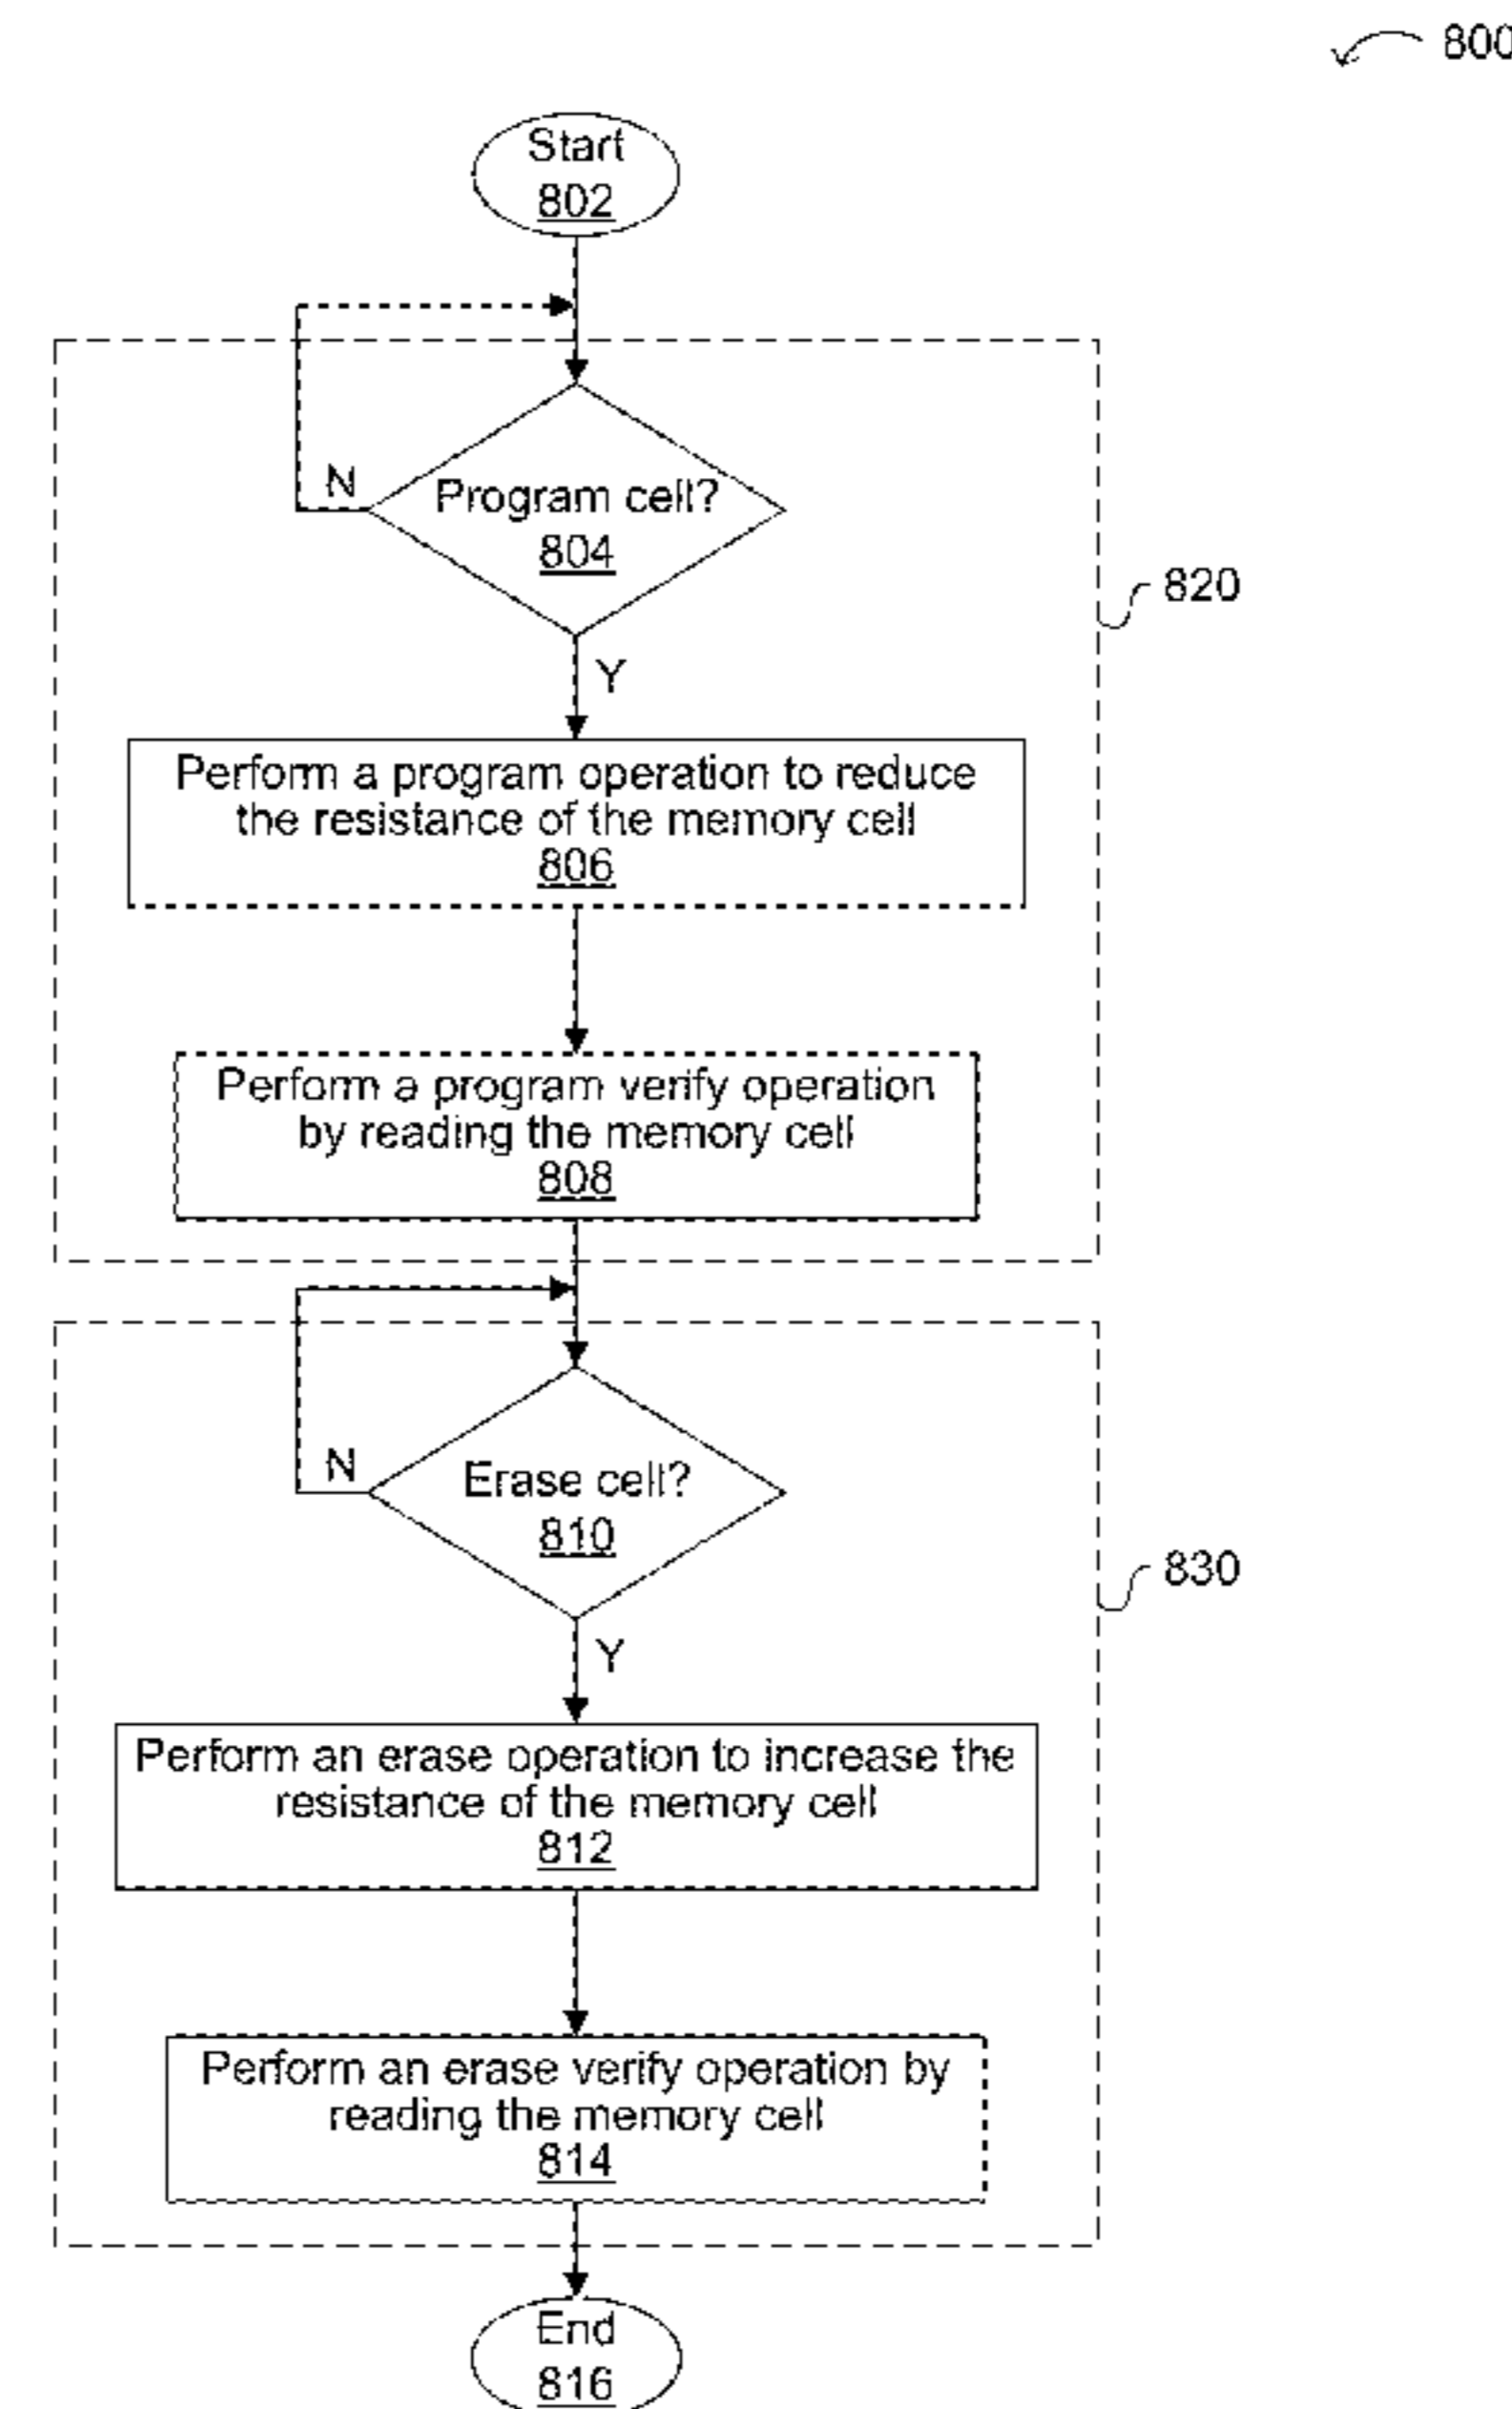 800
Start
802
N
Program cell?
804
820
Y
Perform a program operation to reduce
the resistance of the memory cell
806
Perform a program verify operation
by reading the memory cell
808
N
Erase cell?
810
830
Y
Perform an erase operation to increase the
resistance of the memory cell
812
Perform an erase verify operation by
reading the memory cell
814
End
816